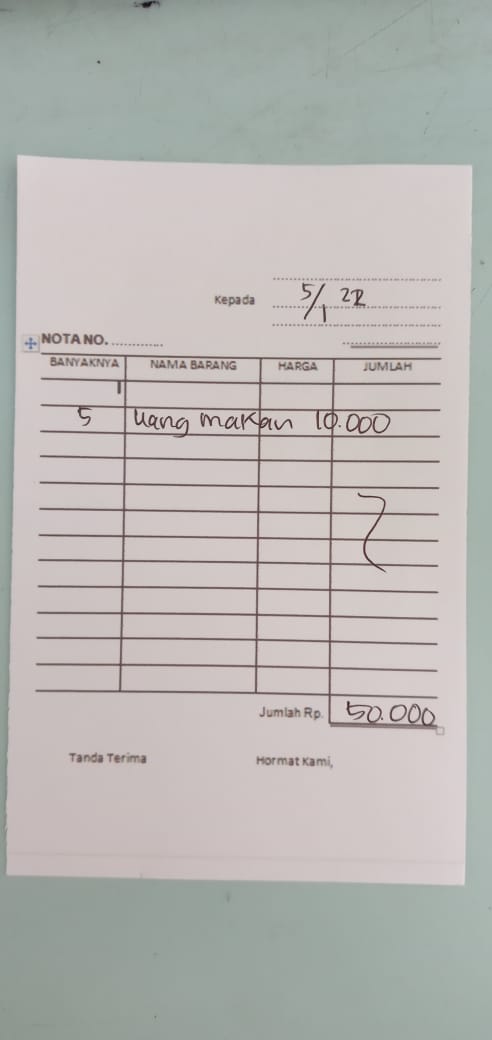 Kepada 5/1 22
NOTA NO. ............
BANYAKNYA NAMA BARANG HARGA JUMLAH
5 Uang makan 10.000
Jumlah Rp. 50.000
Tanda Terima Hormat Kami,